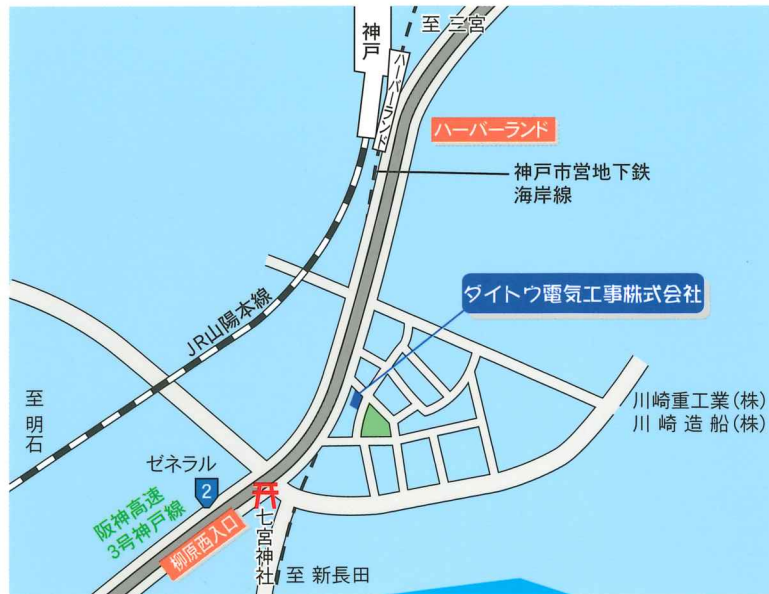 至 三宮
神戸
ハーバーランド
ハーバーランド
神戸市営地下鉄
海岸線
ダイトウ電気工事株式会社
JR山陽本線
川崎重工業(株)
川崎造船(株)
至 明石
ゼネラル
2
阪神高速
3号神戸線
柳原西入口
七宮神社
至 新長田